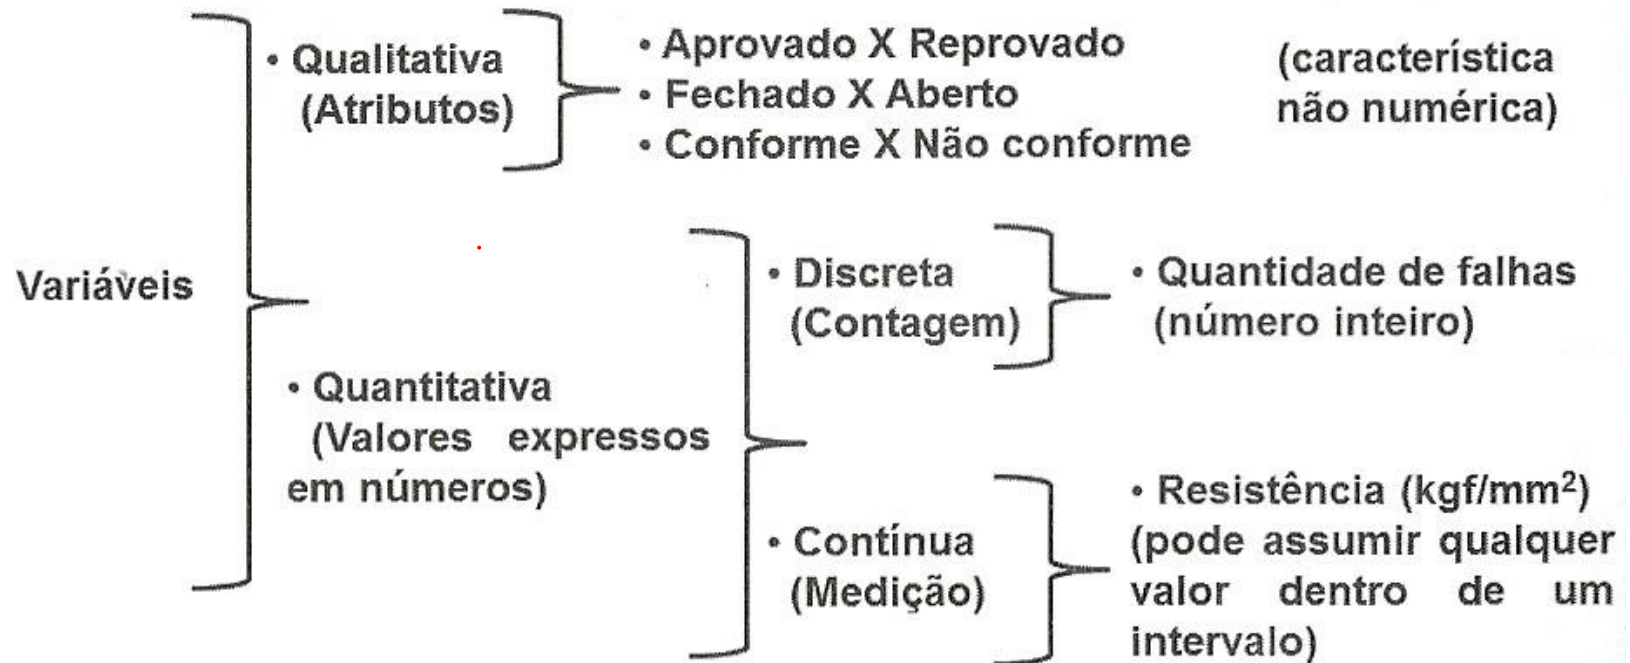 Variáveis
• Qualitativa
(Atributos)
• Aprovado X Reprovado
• Fechado X Aberto
• Conforme X Não conforme
(característica
não numérica)
• Quantitativa
(Valores expressos
em números)
• Discreta
(Contagem)
• Quantidade de falhas
(número inteiro)
• Contínua
(Medição)
• Resistência (kgf/mm²)
(pode assumir qualquer
valor dentro de um
intervalo)